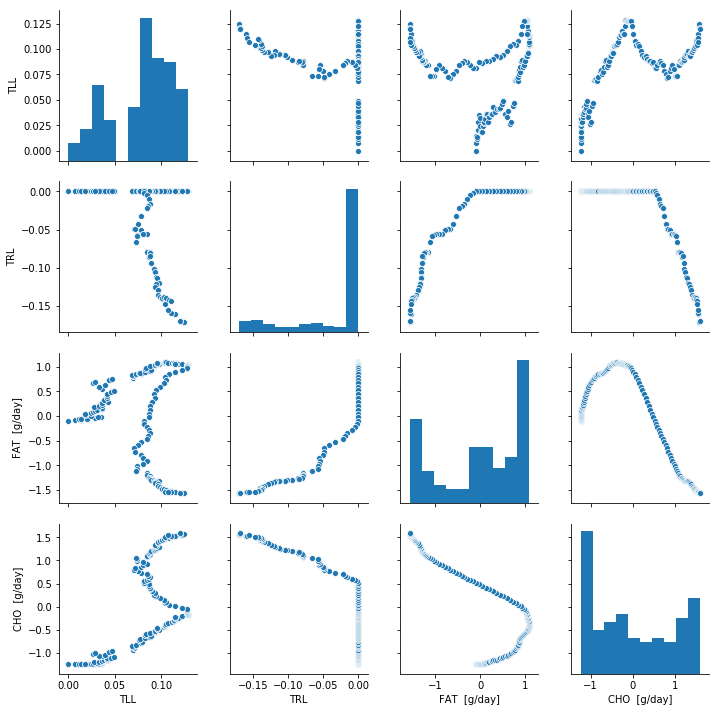 0.125
0.100
0.075
0.050
0.025
0.000
TLL
0.00
−0.05
−0.10
−0.15
TRL
1.0
0.5
0.0
−0.5
−1.0
−1.5
FAT [g/day]
1.5
1.0
0.5
0.0
−0.5
−1.0
CHO [g/day]
0.00 0.05 0.10
−0.15 −0.10 −0.05 0.00
−1 0 1
−1 0 1
TLL
TRL
FAT [g/day]
CHO [g/day]